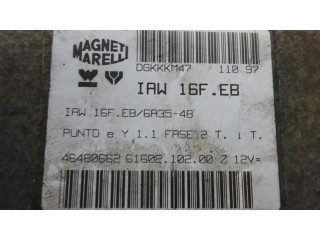 MAGNETI
MARELLI
DGKKKM47 110 97
IAW 16F.EB
IAW 16F.EB/6A35-48
PUNTO e Y 1.1 FASE 2 T. i T.
46480662 61602.102.00 Z 12V=